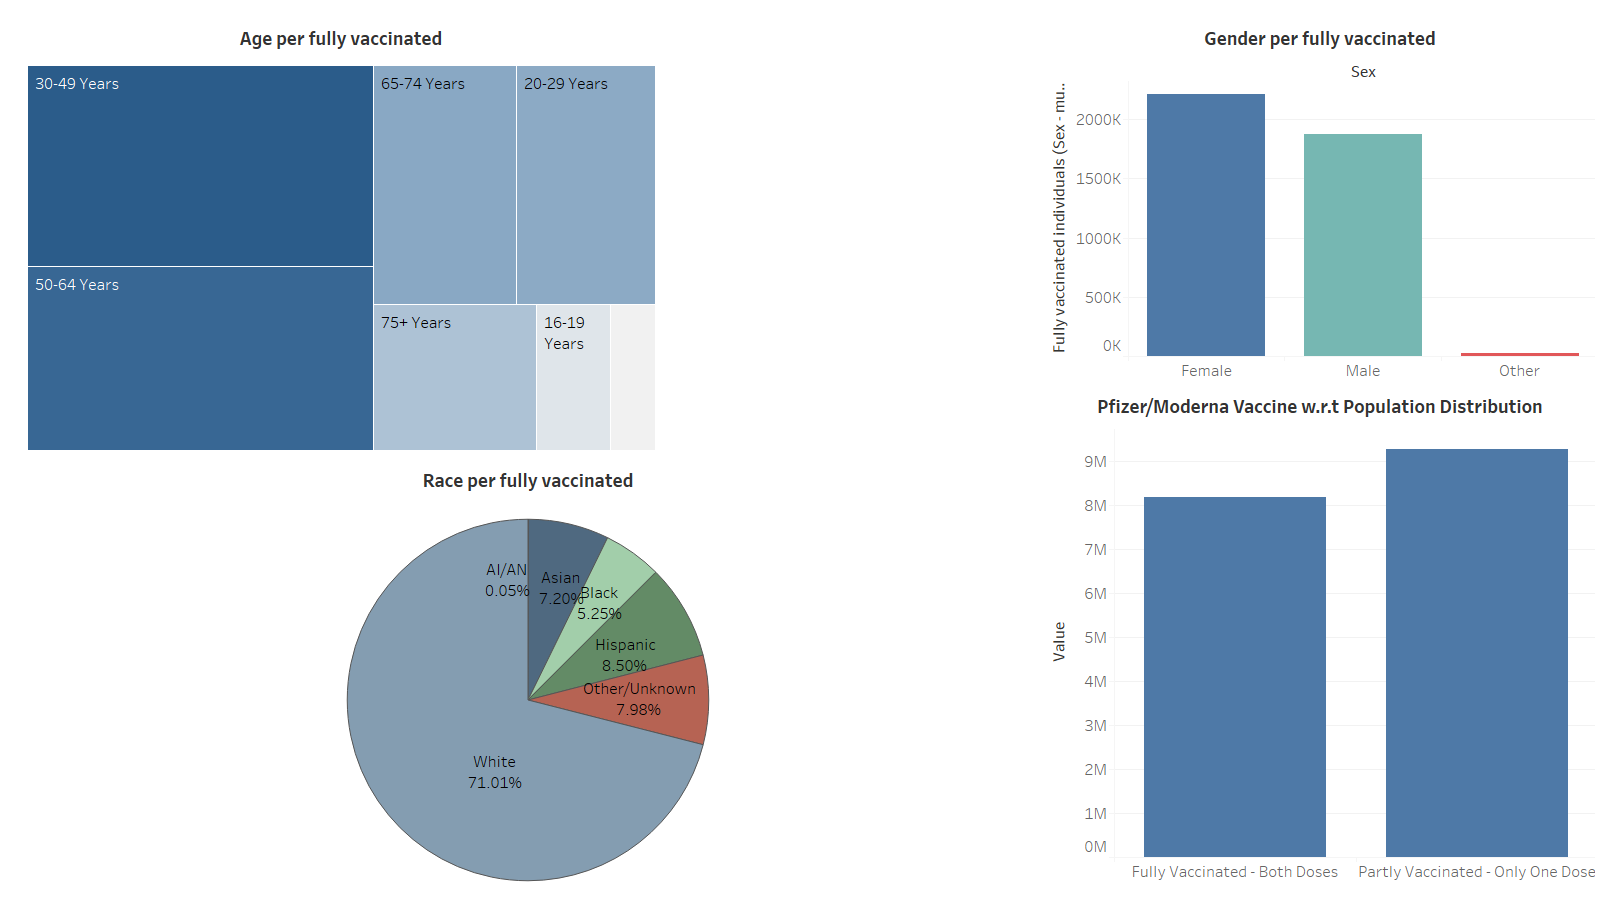 Age per fully vaccinated
30-49 Years
65-74 Years
20-29 Years
50-64 Years
75+ Years
16-19
Years
Race per fully vaccinated
AI/AN
0.05%
Asian
7.20%
Black
5.25%
Hispanic
8.50%
Other/Unknown
7.98%
White
71.01%
Gender per fully vaccinated
Sex
Fully vaccinated individuals (Sex - mu..
2000K
1500K
1000K
500K
0K
Female
Male
Other
Pfizer/Moderna Vaccine w.r.t Population Distribution
Value
9M
8M
7M
6M
5M
4M
3M
2M
1M
0M
Fully Vaccinated - Both Doses
Partly Vaccinated - Only One Dose